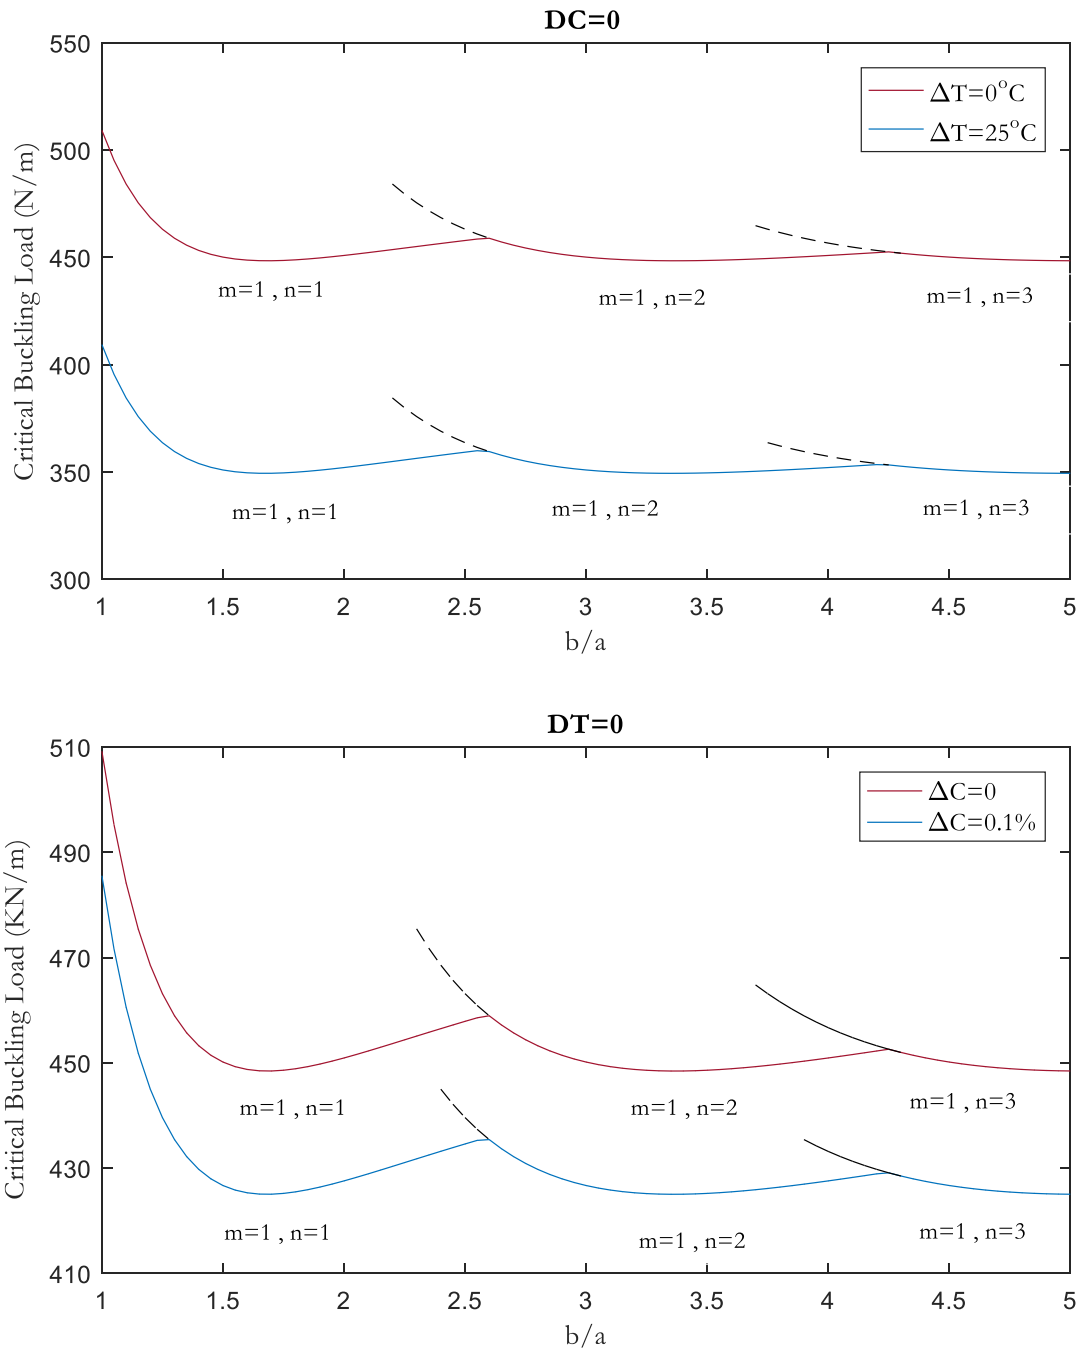 DC=0
550
500
450
400
350
300
Critical Buckling Load (N/m)
ΔT=0°C
ΔT=25°C
m=1 , n=1
m=1 , n=2
m=1 , n=3
m=1 , n=1
m=1 , n=2
m=1 , n=3
1 1.5 2 2.5 3 3.5 4 4.5 5
b/a
DT=0
510
490
470
450
430
410
Critical Buckling Load (KN/m)
ΔC=0
ΔC=0.1%
m=1 , n=1
m=1 , n=2
m=1 , n=3
m=1 , n=1
m=1 , n=2
m=1 , n=3
1 1.5 2 2.5 3 3.5 4 4.5 5
b/a